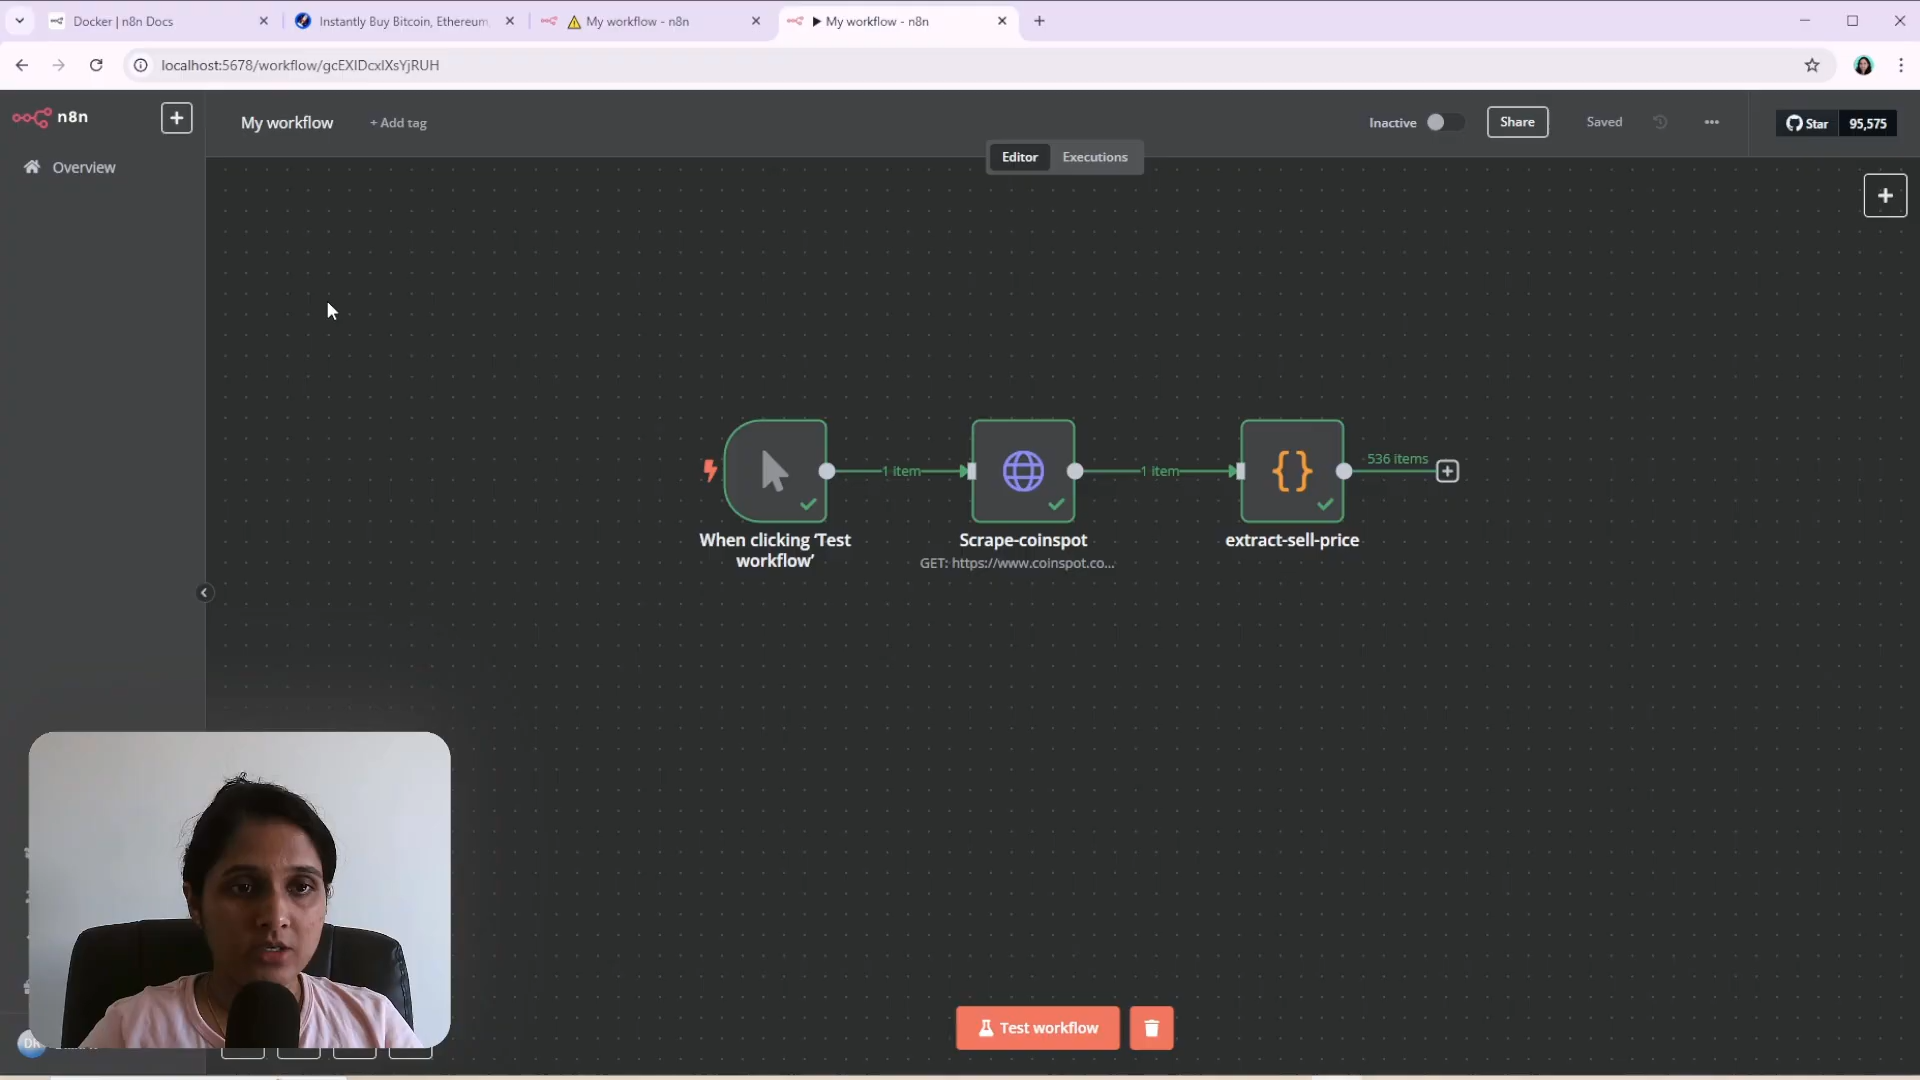 Docker | n8n Docs
Instantly Buy Bitcoin, Ethereum,
My workflow - n8n
My workflow - n8n
localhost:5678/workflow/gcEXIDcxIXsYjRUH
n8n
My workflow
+ Add tag
Inactive
Share
Saved
Star
95,575
Editor
Executions
Overview
1 item
1 item
536 items
When clicking ‘Test
workflow’
Scrape-coinspot
GET: https://www.coinspot.co...
extract-sell-price
Test workflow
DR